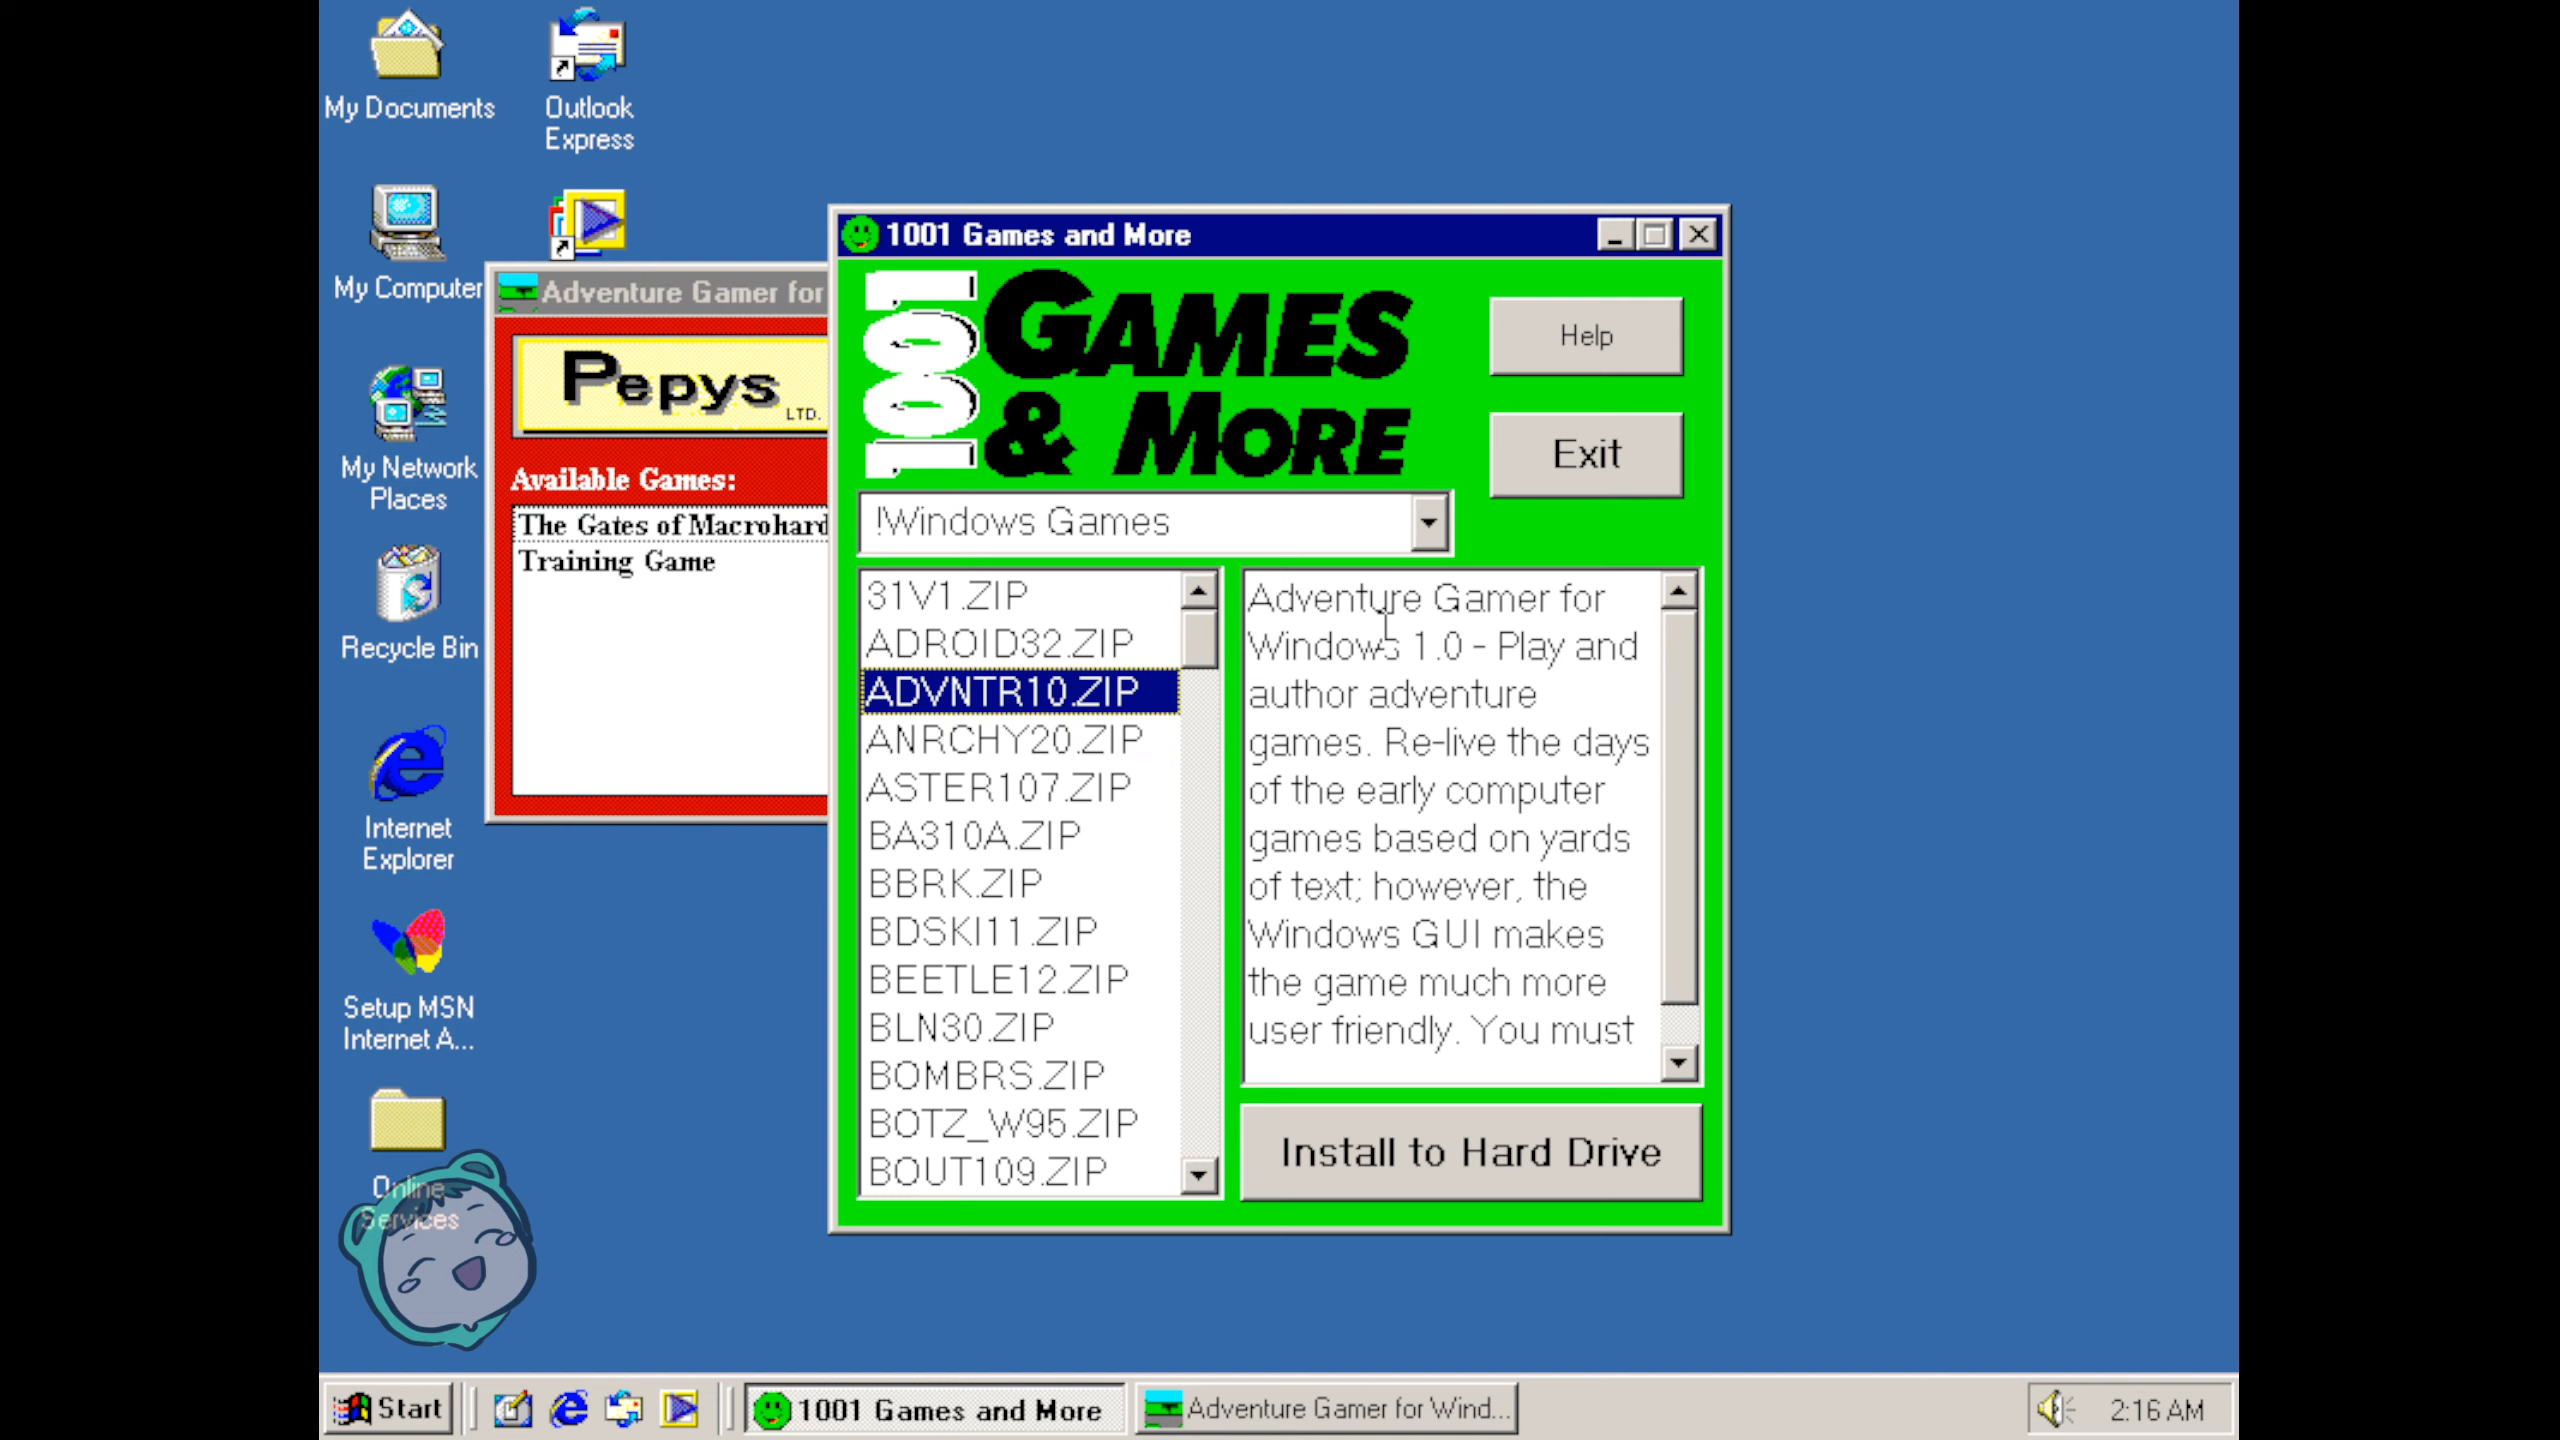 My Documents
Outlook
Express
My Computer
My Network
Places
Recycle Bin
Internet
Explorer
Setup MSN
Internet A...
Online
Services
Adventure Gamer for
Pepys
LTD.
Available Games:
The Gates of Macrohard
Training Game
1001 Games and More
1001
GAMES
& MORE
Help
Exit
!Windows Games
31V1.ZIP
ADROID32.ZIP
ADVNTR10.ZIP
ANRCHY20.ZIP
ASTER107.ZIP
BA310A.ZIP
BBRK.ZIP
BDSKI11.ZIP
BEETLE12.ZIP
BLN30.ZIP
BOMBRS.ZIP
BOTZ_W95.ZIP
BOUT109.ZIP
Adventure Gamer for
Windows 1.0 - Play and
author adventure
games. Re-live the days
of the early computer
games based on yards
of text; however, the
Windows GUI makes
the game much more
user friendly. You must
Install to Hard Drive
Start
1001 Games and More
Adventure Gamer for Wind...
2:16 AM